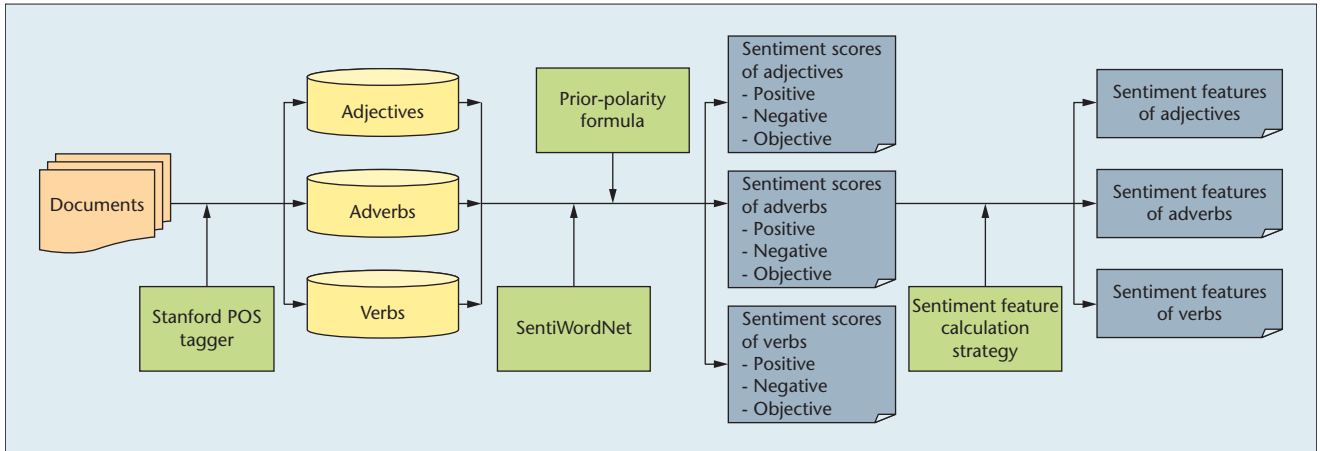 Documents
Stanford POS
tagger
Adjectives
Adverbs
Verbs
Prior-polarity
formula
SentiWordNet
Sentiment scores
of adjectives
- Positive
- Negative
- Objective
Sentiment scores
of adverbs
- Positive
- Negative
- Objective
Sentiment scores
of verbs
- Positive
- Negative
- Objective
Sentiment feature
calculation
strategy
Sentiment features
of adjectives
Sentiment features
of adverbs
Sentiment features
of verbs